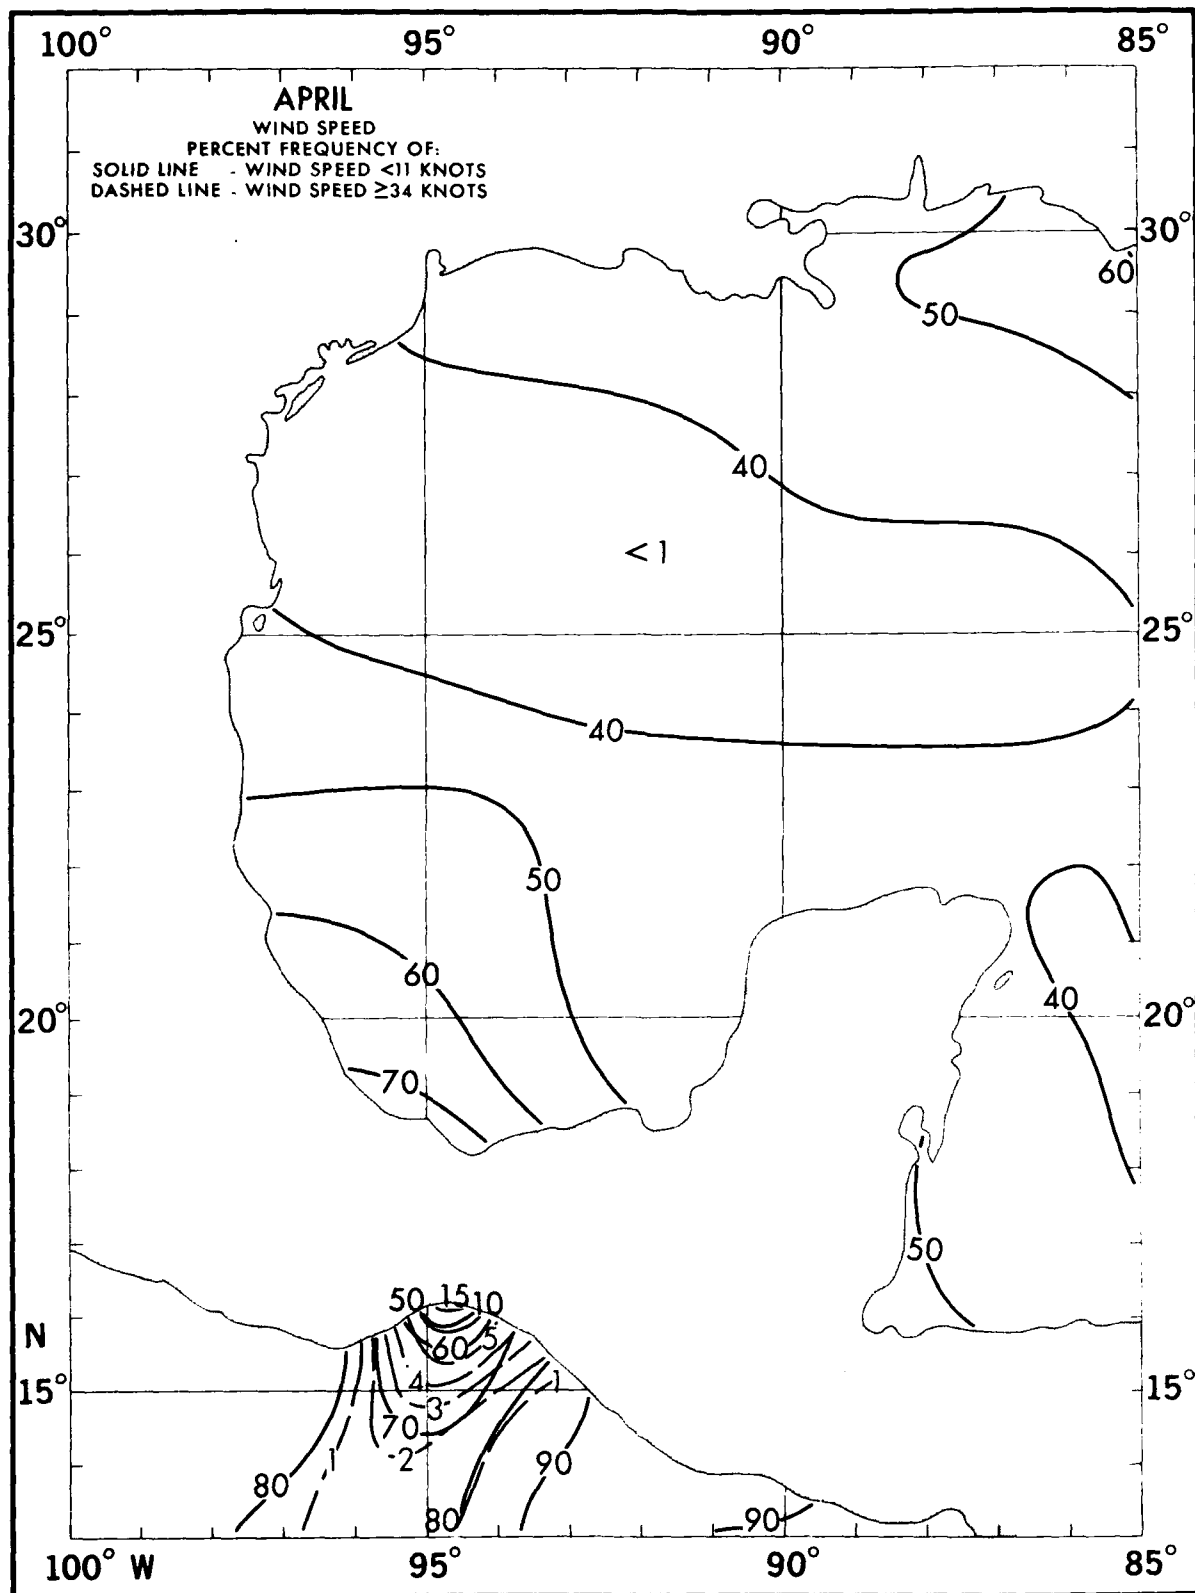 100° 95° 90° 85°
APRIL
WIND SPEED
PERCENT FREQUENCY OF:
SOLID LINE - WIND SPEED <11 KNOTS
DASHED LINE - WIND SPEED ≥34 KNOTS
30° 30°
60
50
40
<1
25° 25°
40
50
60
40
20° 20°
70
50
50 15 10
N 5
60
15° 4 1 15°
3
70
2
80 1 90
80 90
100° W 95° 90° 85°